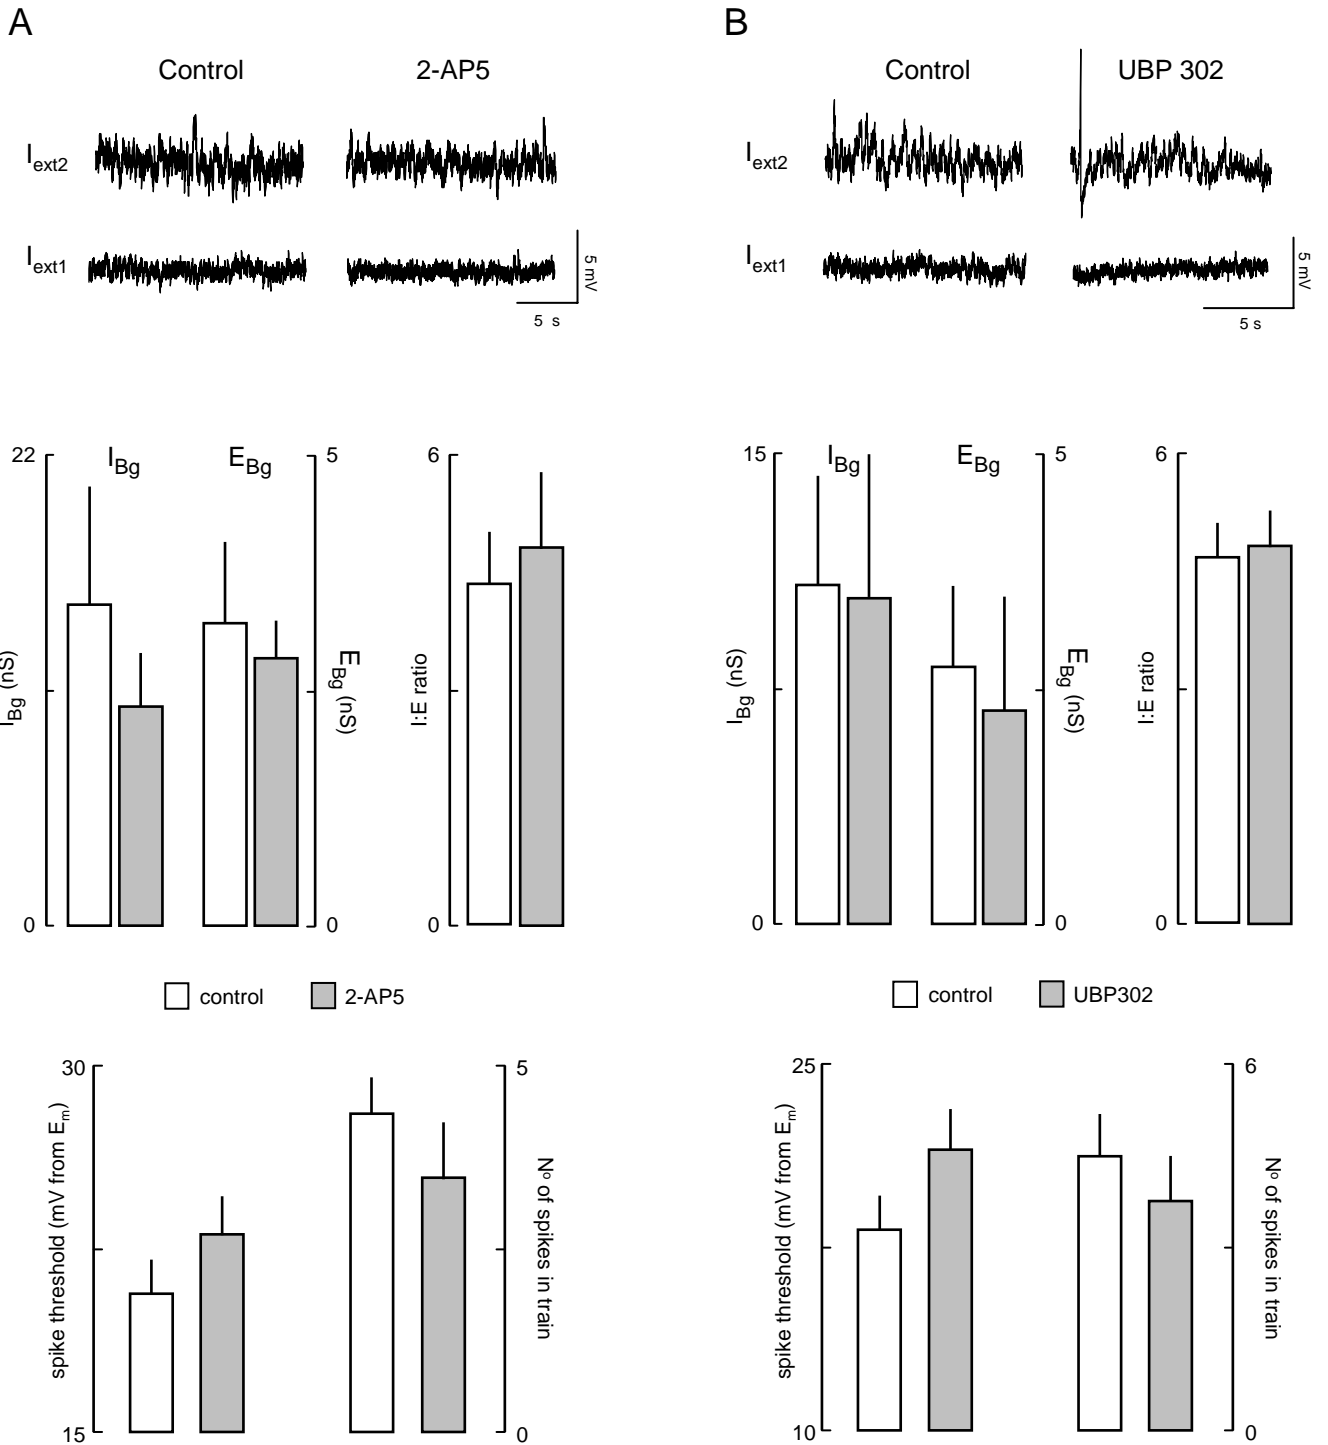 A
Control 2-AP5
Iext2
Iext1
5 mV
5 s
22
IBg EBg
5
IBg (nS)
EBg (nS)
0 0
6
I:E ratio
0
control 2-AP5
30
spike threshold (mV from Em)
15
5
Nº of spikes in train
0
B
Control UBP 302
Iext2
Iext1
5 mV
5 s
15
IBg EBg
5
IBg (nS)
EBg (nS)
0 0
6
I:E ratio
0
control UBP302
25
spike threshold (mV from Em)
10
6
Nº of spikes in train
0